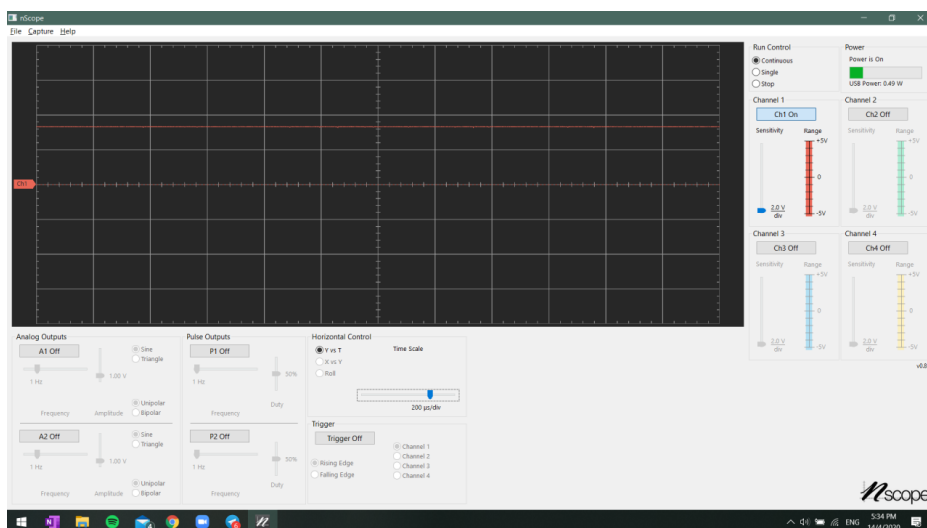 nScope
File Capture Help
Ch1
Run Control
Continuous
Single
Stop
Power
Power is On
USB Power: 0.49 W
Channel 1
Ch1 On
Sensitivity Range
+5V
0
2.0 V
div
-5V
Channel 2
Ch2 Off
Sensitivity Range
+5V
0
2.0 V
div
-5V
Channel 3
Ch3 Off
Sensitivity Range
+5V
0
2.0 V
div
-5V
Channel 4
Ch4 Off
Sensitivity Range
+5V
0
2.0 V
div
-5V
v0.8
Analog Outputs
A1 Off
Sine
Triangle
1 Hz
1.00 V
Unipolar
Bipolar
Frequency Amplitude
A2 Off
Sine
Triangle
1 Hz
1.00 V
Unipolar
Bipolar
Frequency Amplitude
Pulse Outputs
P1 Off
1 Hz
50%
Duty
Frequency
P2 Off
1 Hz
50%
Duty
Frequency
Horizontal Control
Y vs T
X vs Y
Roll
Time Scale
200 µs/div
Trigger
Trigger Off
Rising Edge
Falling Edge
Channel 1
Channel 2
Channel 3
Channel 4
nscope
ENG
5:34 PM
14/4/2020